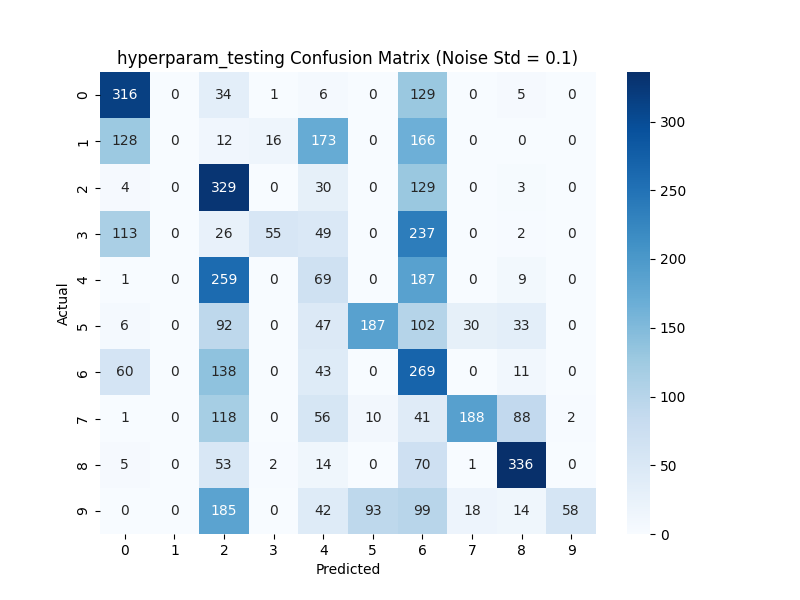 hyperparam_testing Confusion Matrix (Noise Std = 0.1)
0 316 0 34 1 6 0 129 0 5 0
1 128 0 12 16 173 0 166 0 0 0
2 4 0 329 0 30 0 129 0 3 0
3 113 0 26 55 49 0 237 0 2 0
4 1 0 259 0 69 0 187 0 9 0
5 6 0 92 0 47 187 102 30 33 0
6 60 0 138 0 43 0 269 0 11 0
7 1 0 118 0 56 10 41 188 88 2
8 5 0 53 2 14 0 70 1 336 0
9 0 0 185 0 42 93 99 18 14 58
0 1 2 3 4 5 6 7 8 9
Predicted
Actual
300
250
200
150
100
50
0